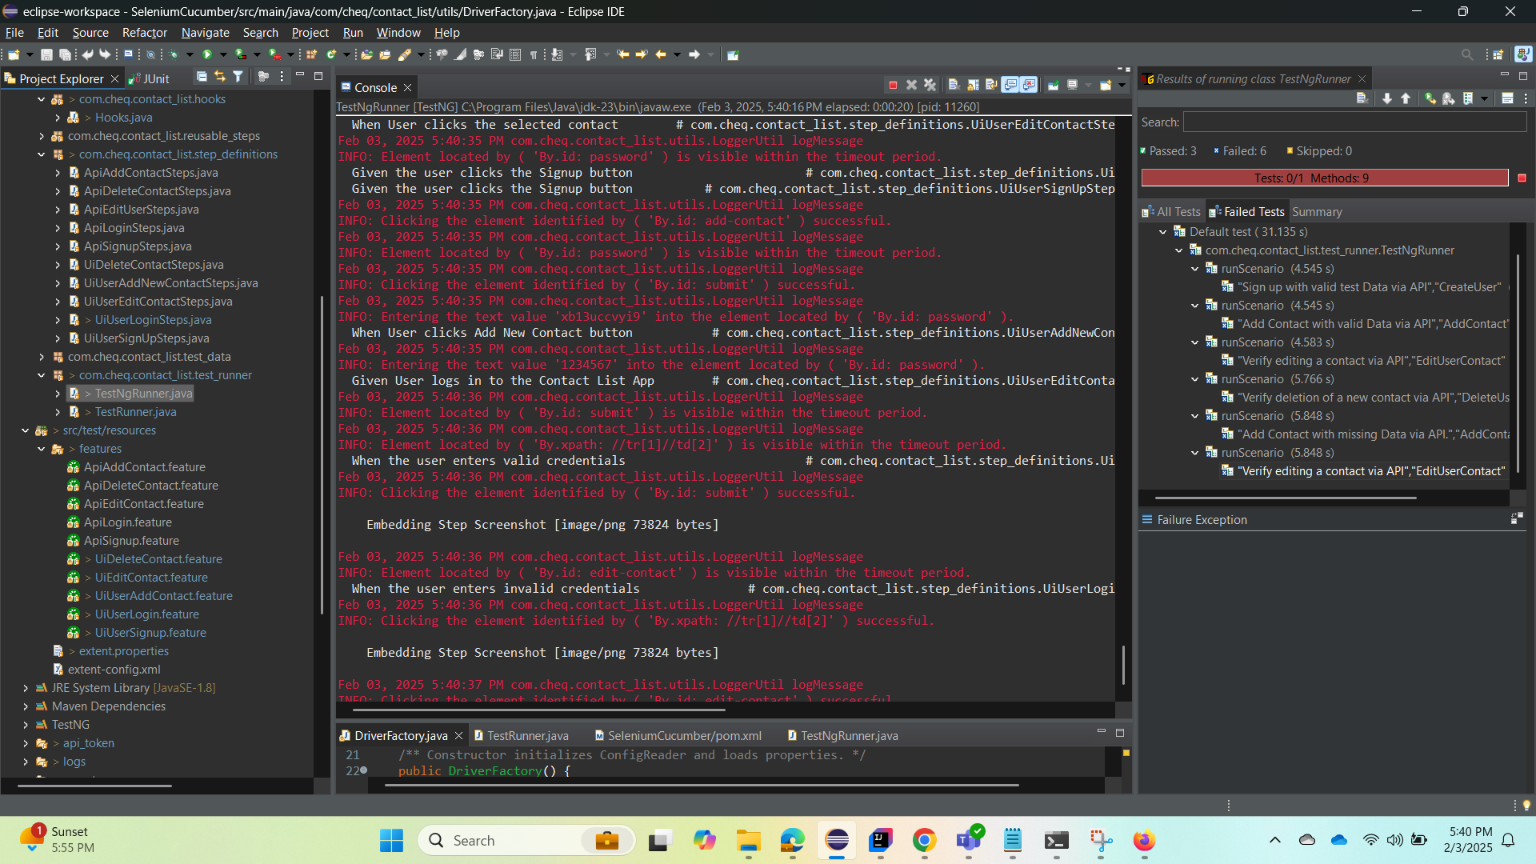 eclipse-workspace - SeleniumCucumber/src/main/java/com/cheq/contact_list/utils/DriverFactory.java - Eclipse IDE
File Edit Source Refactor Navigate Search Project Run Window Help
Project Explorer JUnit
> com.cheq.contact_list.hooks
> Hooks.java
com.cheq.contact_list.reusable_steps
> com.cheq.contact_list.step_definitions
ApiAddContactSteps.java
ApiDeleteContactSteps.java
ApiEditUserSteps.java
ApiLoginSteps.java
ApiSignupSteps.java
UiDeleteContactSteps.java
UiUserAddNewContactSteps.java
UiUserEditContactSteps.java
> UiUserLoginSteps.java
UiUserSignUpSteps.java
com.cheq.contact_list.test_data
> com.cheq.contact_list.test_runner
> TestNgRunner.java
> TestRunner.java
> src/test/resources
> features
ApiAddContact.feature
ApiDeleteContact.feature
ApiEditContact.feature
ApiLogin.feature
ApiSignup.feature
> UiDeleteContact.feature
> UiEditContact.feature
> UiUserAddContact.feature
> UiUserLogin.feature
> UiUserSignup.feature
> extent.properties
extent-config.xml
JRE System Library [JavaSE-1.8]
Maven Dependencies
TestNG
> api_token
> logs
Console
TestNgRunner [TestNG] C:\Program Files\Java\jdk-23\bin\javaw.exe (Feb 3, 2025, 5:40:16 PM elapsed: 0:00:20) [pid: 11260]
When User clicks the selected contact # com.cheq.contact_list.step_definitions.UiUserEditContactSte
Feb 03, 2025 5:40:35 PM com.cheq.contact_list.utils.LoggerUtil logMessage
INFO: Element located by ( 'By.id: password' ) is visible within the timeout period.
Given the user clicks the Signup button # com.cheq.contact_list.step_definitions.Ui
Given the user clicks the Signup button # com.cheq.contact_list.step_definitions.UiUserSignUpStep
Feb 03, 2025 5:40:35 PM com.cheq.contact_list.utils.LoggerUtil logMessage
INFO: Clicking the element identified by ( 'By.id: add-contact' ) successful.
Feb 03, 2025 5:40:35 PM com.cheq.contact_list.utils.LoggerUtil logMessage
INFO: Element located by ( 'By.id: password' ) is visible within the timeout period.
Feb 03, 2025 5:40:35 PM com.cheq.contact_list.utils.LoggerUtil logMessage
INFO: Clicking the element identified by ( 'By.id: submit' ) successful.
Feb 03, 2025 5:40:35 PM com.cheq.contact_list.utils.LoggerUtil logMessage
INFO: Entering the text value 'xb13uccvyi9' into the element located by ( 'By.id: password' ).
When User clicks Add New Contact button # com.cheq.contact_list.step_definitions.UiUserAddNewCon
Feb 03, 2025 5:40:35 PM com.cheq.contact_list.utils.LoggerUtil logMessage
INFO: Entering the text value '1234567' into the element located by ( 'By.id: password' ).
Given User logs in to the Contact List App # com.cheq.contact_list.step_definitions.UiUserEditConta
Feb 03, 2025 5:40:36 PM com.cheq.contact_list.utils.LoggerUtil logMessage
INFO: Element located by ( 'By.id: submit' ) is visible within the timeout period.
Feb 03, 2025 5:40:36 PM com.cheq.contact_list.utils.LoggerUtil logMessage
INFO: Element located by ( 'By.xpath: //tr[1]//td[2]' ) is visible within the timeout period.
When the user enters valid credentials # com.cheq.contact_list.step_definitions.Ui
Feb 03, 2025 5:40:36 PM com.cheq.contact_list.utils.LoggerUtil logMessage
INFO: Clicking the element identified by ( 'By.id: submit' ) successful.
Embedding Step Screenshot [image/png 73824 bytes]
Feb 03, 2025 5:40:36 PM com.cheq.contact_list.utils.LoggerUtil logMessage
INFO: Element located by ( 'By.id: edit-contact' ) is visible within the timeout period.
When the user enters invalid credentials # com.cheq.contact_list.step_definitions.UiUserLogi
Feb 03, 2025 5:40:36 PM com.cheq.contact_list.utils.LoggerUtil logMessage
INFO: Clicking the element identified by ( 'By.xpath: //tr[1]//td[2]' ) successful.
Embedding Step Screenshot [image/png 73824 bytes]
Feb 03, 2025 5:40:37 PM com.cheq.contact_list.utils.LoggerUtil logMessage
INFO: Clicking the element identified by ( 'By.id: edit-contact' ) successful
DriverFactory.java TestRunner.java SeleniumCucumber/pom.xml TestNgRunner.java
21 /** Constructor initializes ConfigReader and loads properties. */
22 public DriverFactory() {
Results of running class TestNgRunner
Search:
Passed: 3 Failed: 6 Skipped: 0
Tests: 0/1 Methods: 9
All Tests Failed Tests Summary
Default test ( 31.135 s)
com.cheq.contact_list.test_runner.TestNgRunner
runScenario (4.545 s)
"Sign up with valid test Data via API","CreateUser"
runScenario (4.545 s)
"Add Contact with valid Data via API","AddContact"
runScenario (4.583 s)
"Verify editing a contact via API","EditUserContact"
runScenario (5.766 s)
"Verify deletion of a new contact via API","DeleteUs
runScenario (5.848 s)
"Add Contact with missing Data via API.","AddConta
runScenario (5.848 s)
"Verify editing a contact via API","EditUserContact"
Failure Exception
1
Sunset
5:55 PM
Search
5:40 PM
2/3/2025